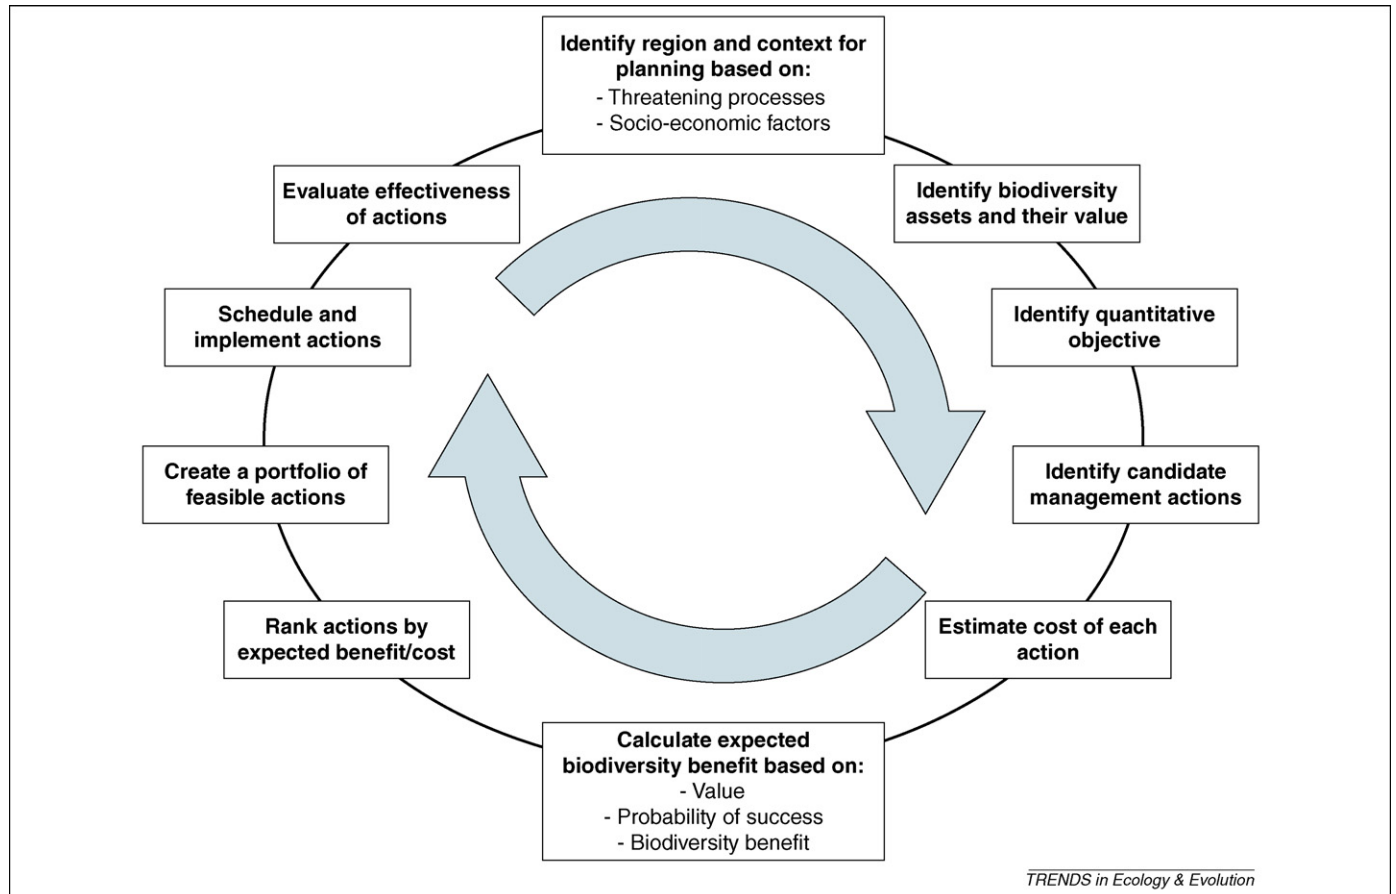 Identify region and context for
planning based on:
- Threatening processes
- Socio-economic factors
Identify biodiversity
assets and their value
Identify quantitative
objective
Identify candidate
management actions
Estimate cost of each
action
Calculate expected
biodiversity benefit based on:
- Value
- Probability of success
- Biodiversity benefit
Rank actions by
expected benefit/cost
Create a portfolio of
feasible actions
Schedule and
implement actions
Evaluate effectiveness
of actions
TRENDS in Ecology & Evolution